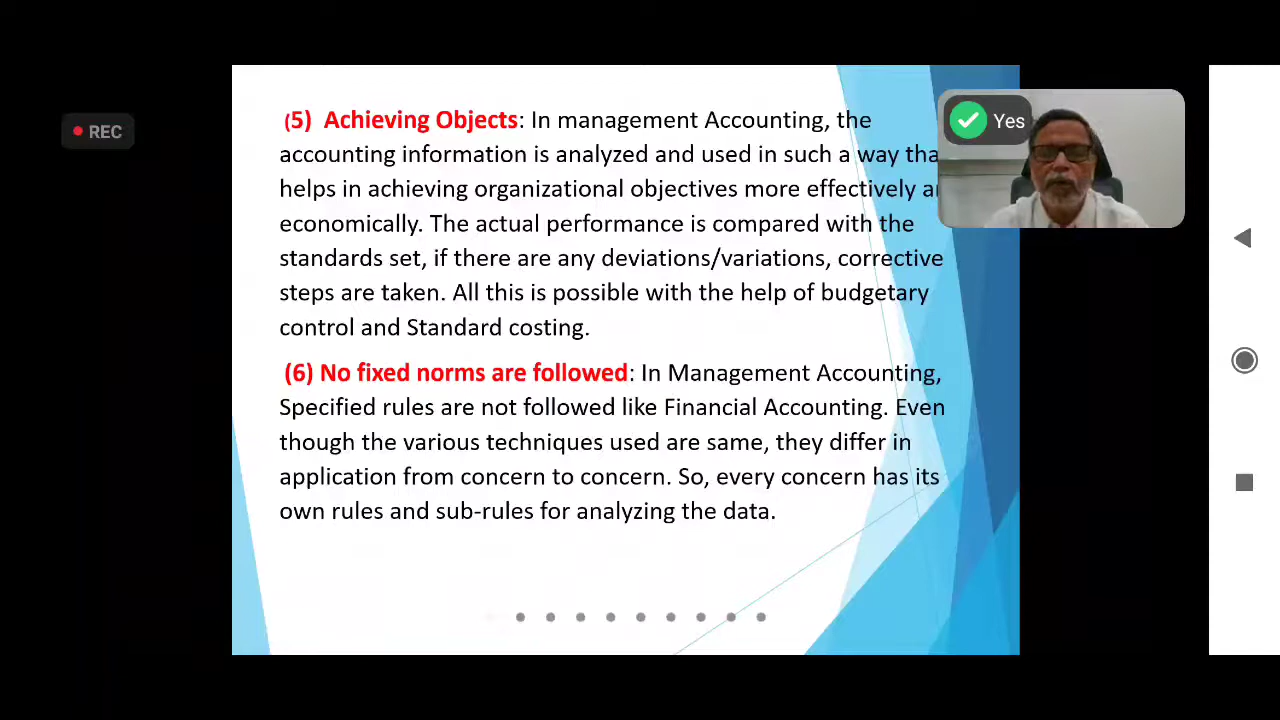 REC
Yes
(5) Achieving Objects: In management Accounting, the
accounting information is analyzed and used in such a way
helps in achieving organizational objectives more effectively
economically. The actual performance is compared with the
standards set, if there are any deviations/variations, corrective
steps are taken. All this is possible with the help of budgetary
control and Standard costing.
(6) No fixed norms are followed: In Management Accounting,
Specified rules are not followed like Financial Accounting. Even
though the various techniques used are same, they differ in
application from concern to concern. So, every concern has its
own rules and sub-rules for analyzing the data.